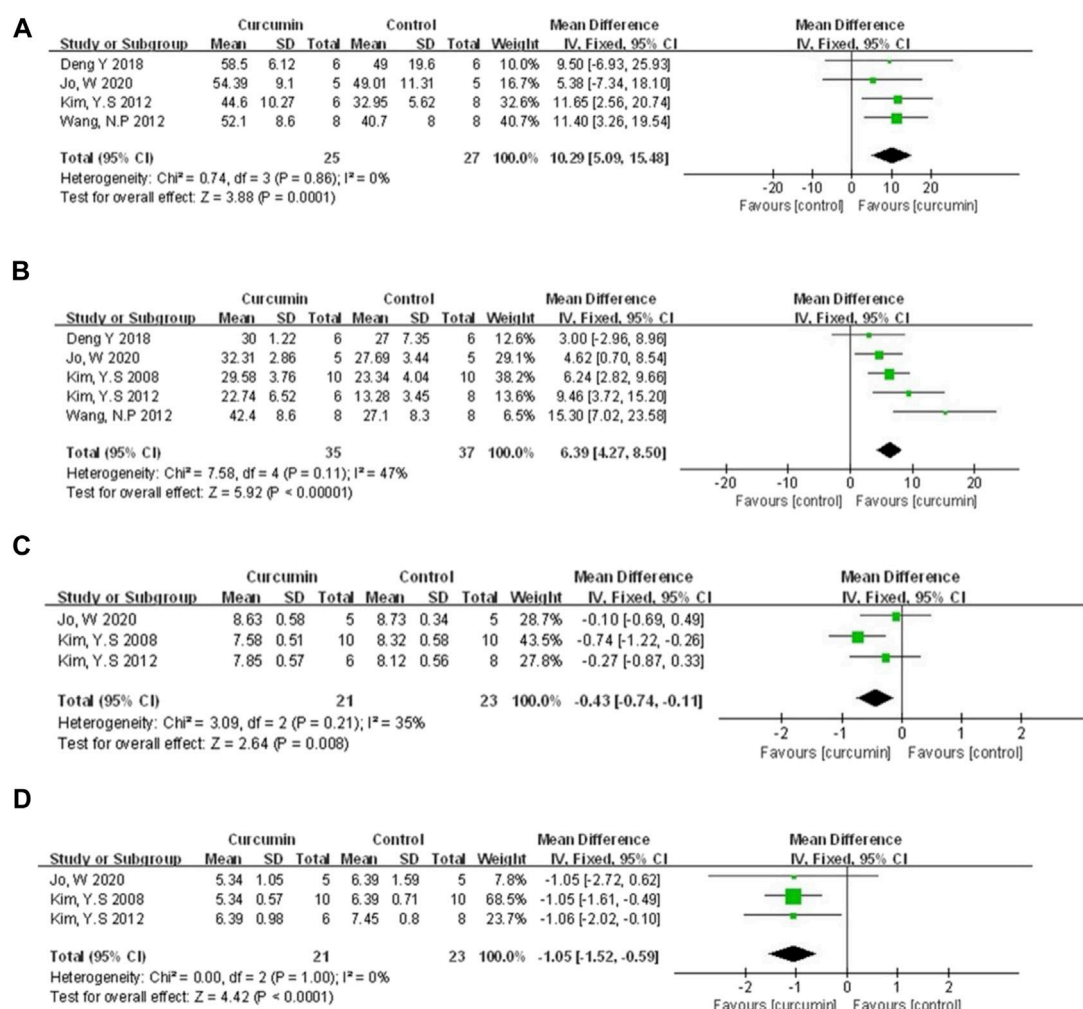 A
Curcumin Control Mean Difference Mean Difference
Study or Subgroup Mean SD Total Mean SD Total Weight IV, Fixed, 95% CI IV, Fixed, 95% CI
Deng Y 2018 58.5 6.12 6 49 19.6 6 10.0% 9.50 [-6.93, 25.93]
Jo, W 2020 54.39 9.1 5 49.01 11.31 5 16.7% 5.38 [-7.34, 18.10]
Kim, Y.S 2012 44.6 10.27 6 32.95 5.62 8 32.6% 11.65 [2.56, 20.74]
Wang, N.P 2012 52.1 8.6 8 40.7 8 8 40.7% 11.40 [3.26, 19.54]
Total (95% CI) 25 27 100.0% 10.29 [5.09, 15.48]
Heterogeneity: Chi² = 0.74, df = 3 (P = 0.86); I² = 0%
Test for overall effect: Z = 3.88 (P = 0.0001)
-20 -10 0 10 20
Favours [control] Favours [curcumin]
B
Curcumin Control Mean Difference Mean Difference
Study or Subgroup Mean SD Total Mean SD Total Weight IV, Fixed, 95% CI IV, Fixed, 95% CI
Deng Y 2018 30 1.22 6 27 7.35 6 12.6% 3.00 [-2.96, 8.96]
Jo, W 2020 32.31 2.86 5 27.69 3.44 5 29.1% 4.62 [0.70, 8.54]
Kim, Y.S 2008 29.58 3.76 10 23.34 4.04 10 38.2% 6.24 [2.82, 9.66]
Kim, Y.S 2012 22.74 6.52 6 13.28 3.45 8 13.6% 9.46 [3.72, 15.20]
Wang, N.P 2012 42.4 8.6 8 27.1 8.3 8 6.5% 15.30 [7.02, 23.58]
Total (95% CI) 35 37 100.0% 6.39 [4.27, 8.50]
Heterogeneity: Chi² = 7.58, df = 4 (P = 0.11); I² = 47%
Test for overall effect: Z = 5.92 (P < 0.00001)
-20 -10 0 10 20
Favours [control] Favours [curcumin]
C
Curcumin Control Mean Difference Mean Difference
Study or Subgroup Mean SD Total Mean SD Total Weight IV, Fixed, 95% CI IV, Fixed, 95% CI
Jo, W 2020 8.63 0.58 5 8.73 0.34 5 28.7% -0.10 [-0.69, 0.49]
Kim, Y.S 2008 7.58 0.51 10 8.32 0.58 10 43.5% -0.74 [-1.22, -0.26]
Kim, Y.S 2012 7.85 0.57 6 8.12 0.56 8 27.8% -0.27 [-0.87, 0.33]
Total (95% CI) 21 23 100.0% -0.43 [-0.74, -0.11]
Heterogeneity: Chi² = 3.09, df = 2 (P = 0.21); I² = 35%
Test for overall effect: Z = 2.64 (P = 0.008)
-2 -1 0 1 2
Favours [curcumin] Favours [control]
D
Curcumin Control Mean Difference Mean Difference
Study or Subgroup Mean SD Total Mean SD Total Weight IV, Fixed, 95% CI IV, Fixed, 95% CI
Jo, W 2020 5.34 1.05 5 6.39 1.59 5 7.8% -1.05 [-2.72, 0.62]
Kim, Y.S 2008 5.34 0.57 10 6.39 0.71 10 68.5% -1.05 [-1.61, -0.49]
Kim, Y.S 2012 6.39 0.98 6 7.45 0.8 8 23.7% -1.06 [-2.02, -0.10]
Total (95% CI) 21 23 100.0% -1.05 [-1.52, -0.59]
Heterogeneity: Chi² = 0.00, df = 2 (P = 1.00); I² = 0%
Test for overall effect: Z = 4.42 (P < 0.0001)
-2 -1 0 1 2
Favours [curcumin] Favours [control]